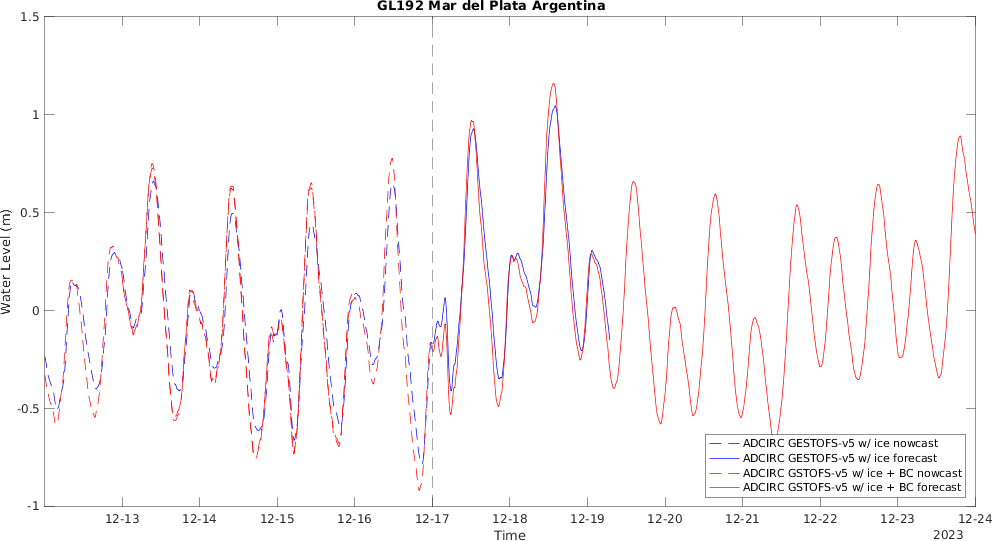 GL192 Mar del Plata Argentina
1.5
1
0.5
0
-0.5
-1
Water Level (m)
12-13 12-14 12-15 12-16 12-17 12-18 12-19 12-20 12-21 12-22 12-23 12-24
Time
2023
ADCIRC GESTOFS-v5 w/ ice nowcast
ADCIRC GESTOFS-v5 w/ ice forecast
ADCIRC GSTOFS-v5 w/ ice + BC nowcast
ADCIRC GSTOFS-v5 w/ ice + BC forecast